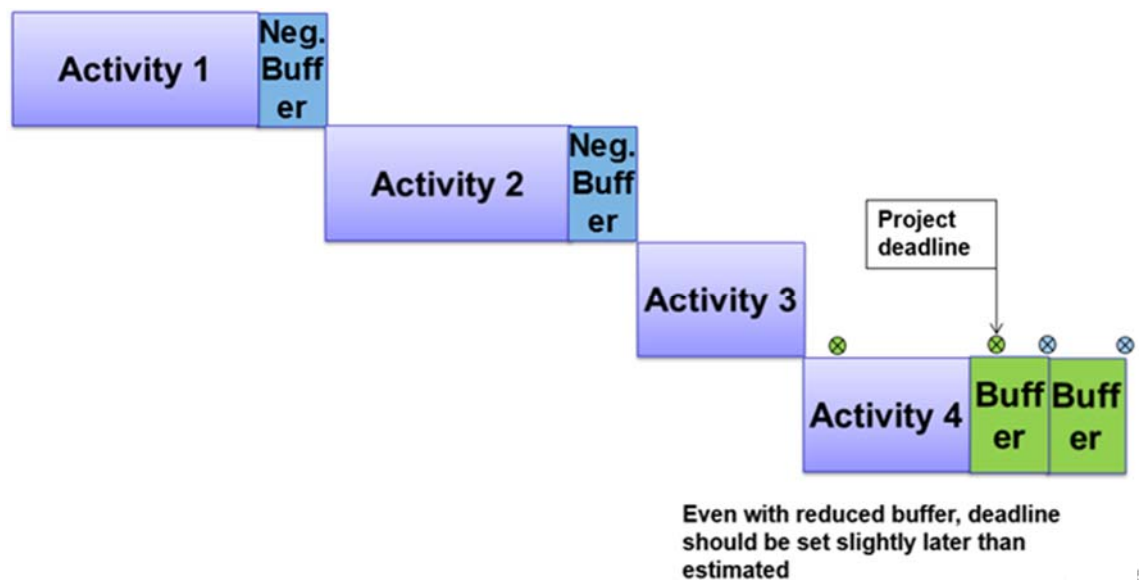 Activity 1
Neg.
Buff
er
Activity 2
Neg.
Buff
er
Project
deadline
Activity 3
Activity 4
Buff
er
Buff
er
Even with reduced buffer, deadline
should be set slightly later than
estimated